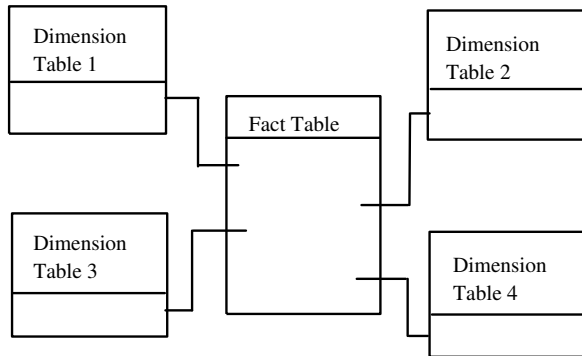 Dimension
Table 1
Dimension
Table 2
Fact Table
Dimension
Table 3
Dimension
Table 4